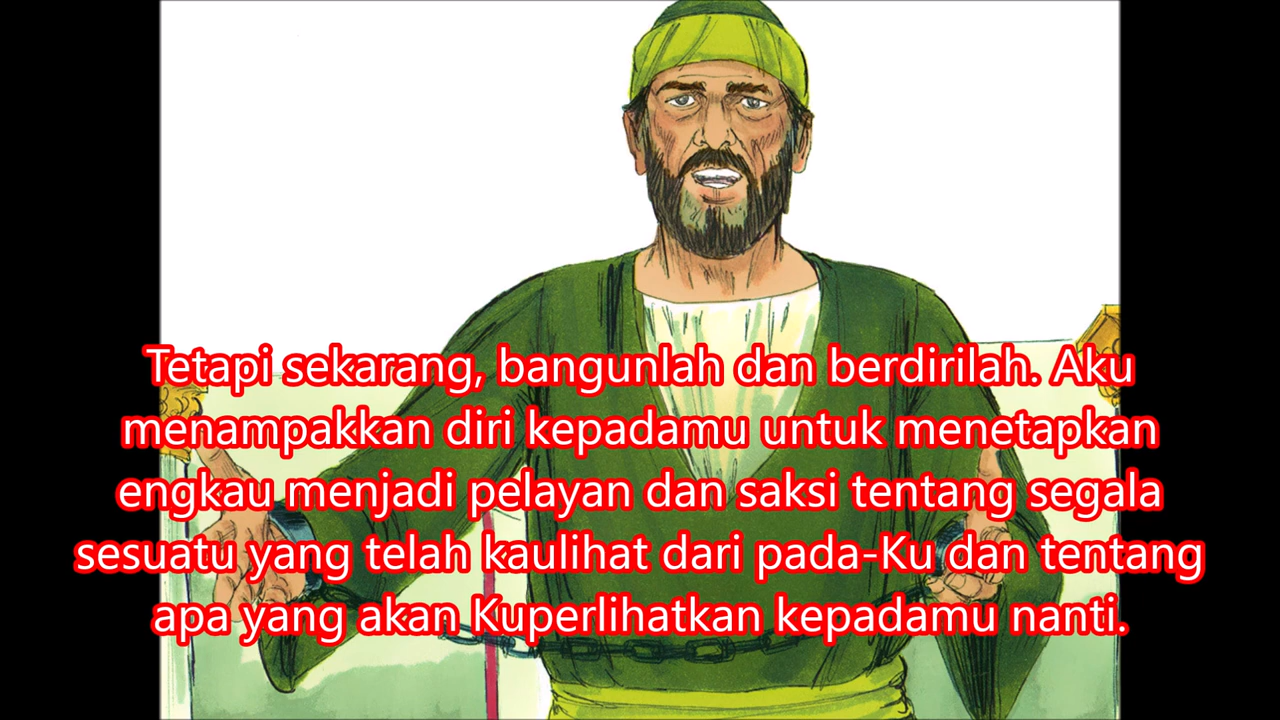 Tetapi sekarang, bangunlah dan berdirilah. Aku
menampakkan diri kepadamu untuk menetapkan
engkau menjadi pelayan dan saksi tentang segala
sesuatu yang telah kaulihat dari pada-Ku dan tentang
apa yang akan Kuperlihatkan kepadamu nanti.